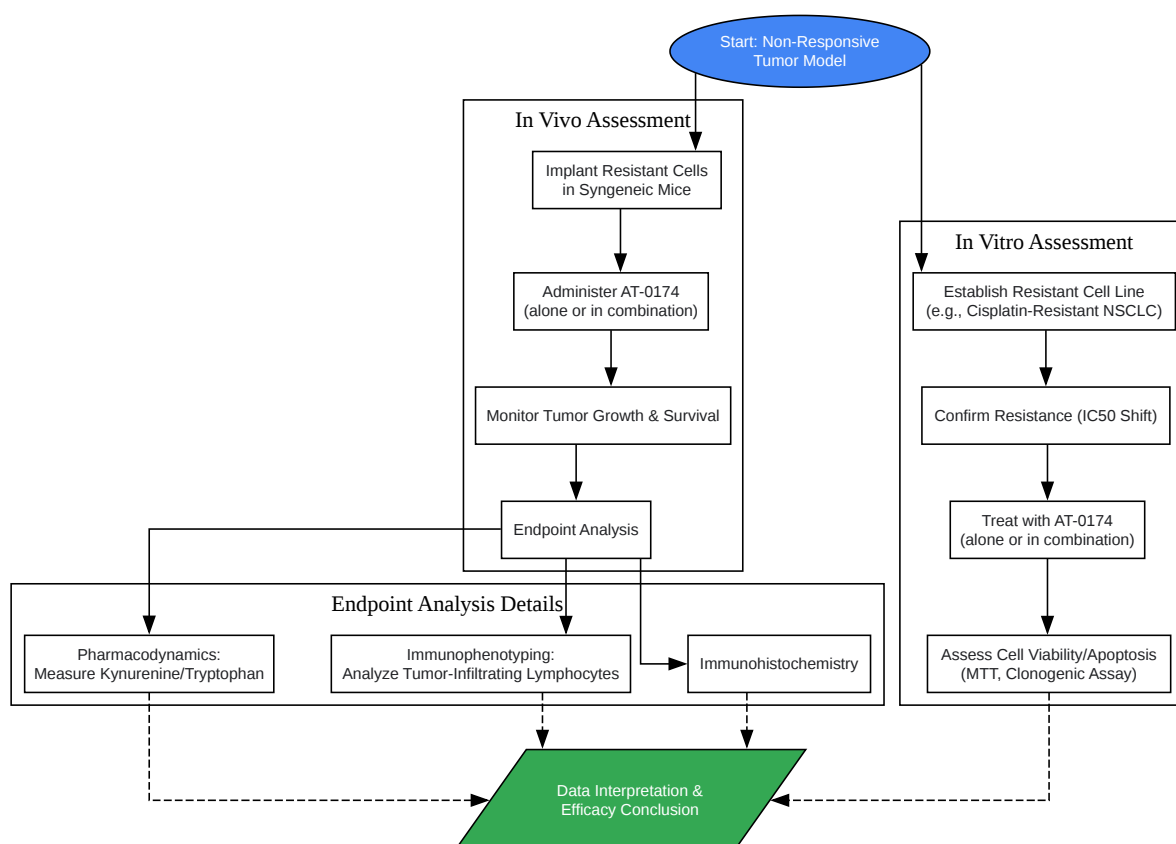 Start: Non-Responsive
Tumor Model
In Vivo Assessment
Implant Resistant Cells
in Syngeneic Mice
Administer AT-0174
(alone or in combination)
Monitor Tumor Growth & Survival
Endpoint Analysis
In Vitro Assessment
Establish Resistant Cell Line
(e.g., Cisplatin-Resistant NSCLC)
Confirm Resistance (IC50 Shift)
Treat with AT-0174
(alone or in combination)
Assess Cell Viability/Apoptosis
(MTT, Clonogenic Assay)
Endpoint Analysis Details
Pharmacodynamics:
Measure Kynurenine/Tryptophan
Immunophenotyping:
Analyze Tumor-Infiltrating Lymphocytes
Immunohistochemistry
Data Interpretation &
Efficacy Conclusion